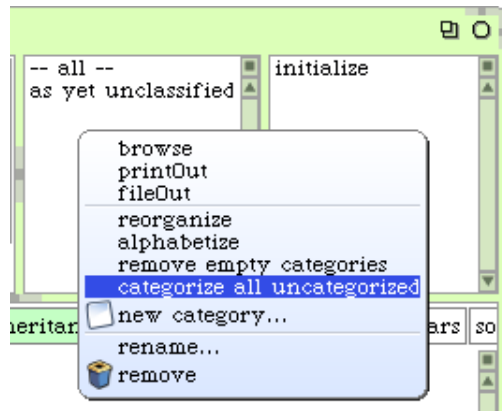 -- all --
as yet unclassified
initialize
browse
printOut
fileOut
reorganize
alphabetize
remove empty categories
categorize all uncategorized
new category...
rename...
remove
heritan
ars
so